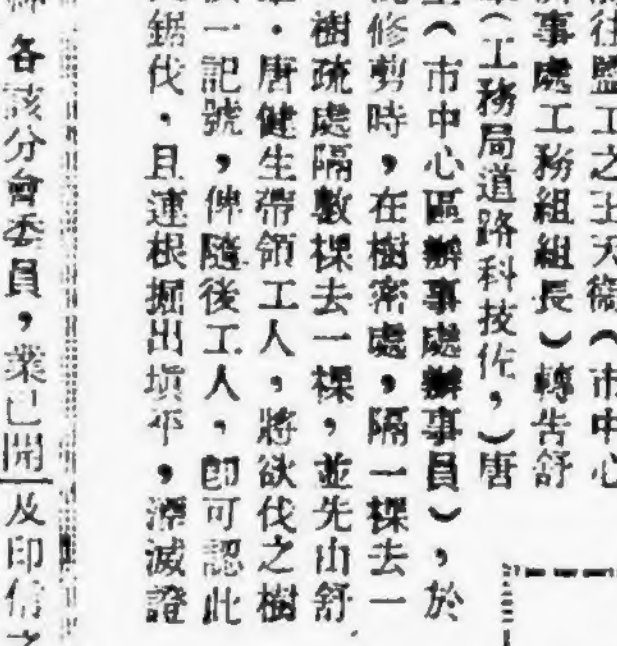 往監工之王天衡（市中心
事處工務組組長）轉告舒
（工務局道路科技佐，）唐
（市中心區辦事處辦事員），於
修剪時，在樹密處，隔一棵去一
樹疏處隔數棵去一棵，並先由舒
・唐健生帶領工人，將欲伐之樹
一記號，俾隨後工人，即可認此
鋸伐，且連根掘出塡平，湮滅證
各該分會委員，業已開
及印信之